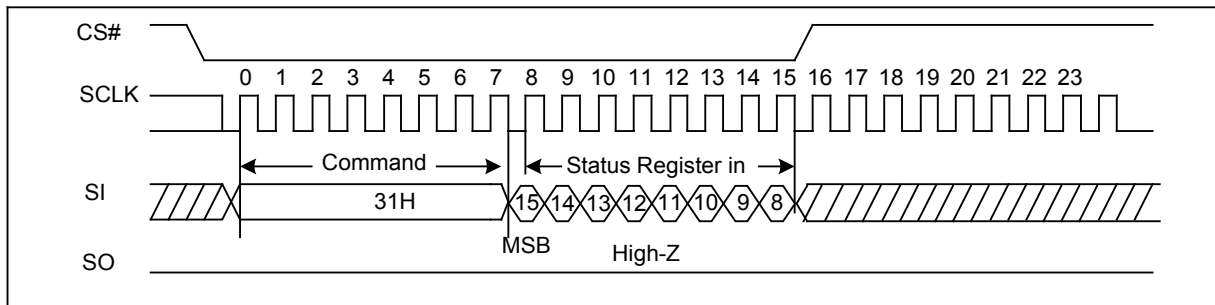 CS#
0 1 2 3 4 5 6 7 8 9 10 11 12 13 14 15 16 17 18 19 20 21 22 23
SCLK
Command Status Register in
SI 31H 15 14 13 12 11 10 9 8
MSB High-Z
SO